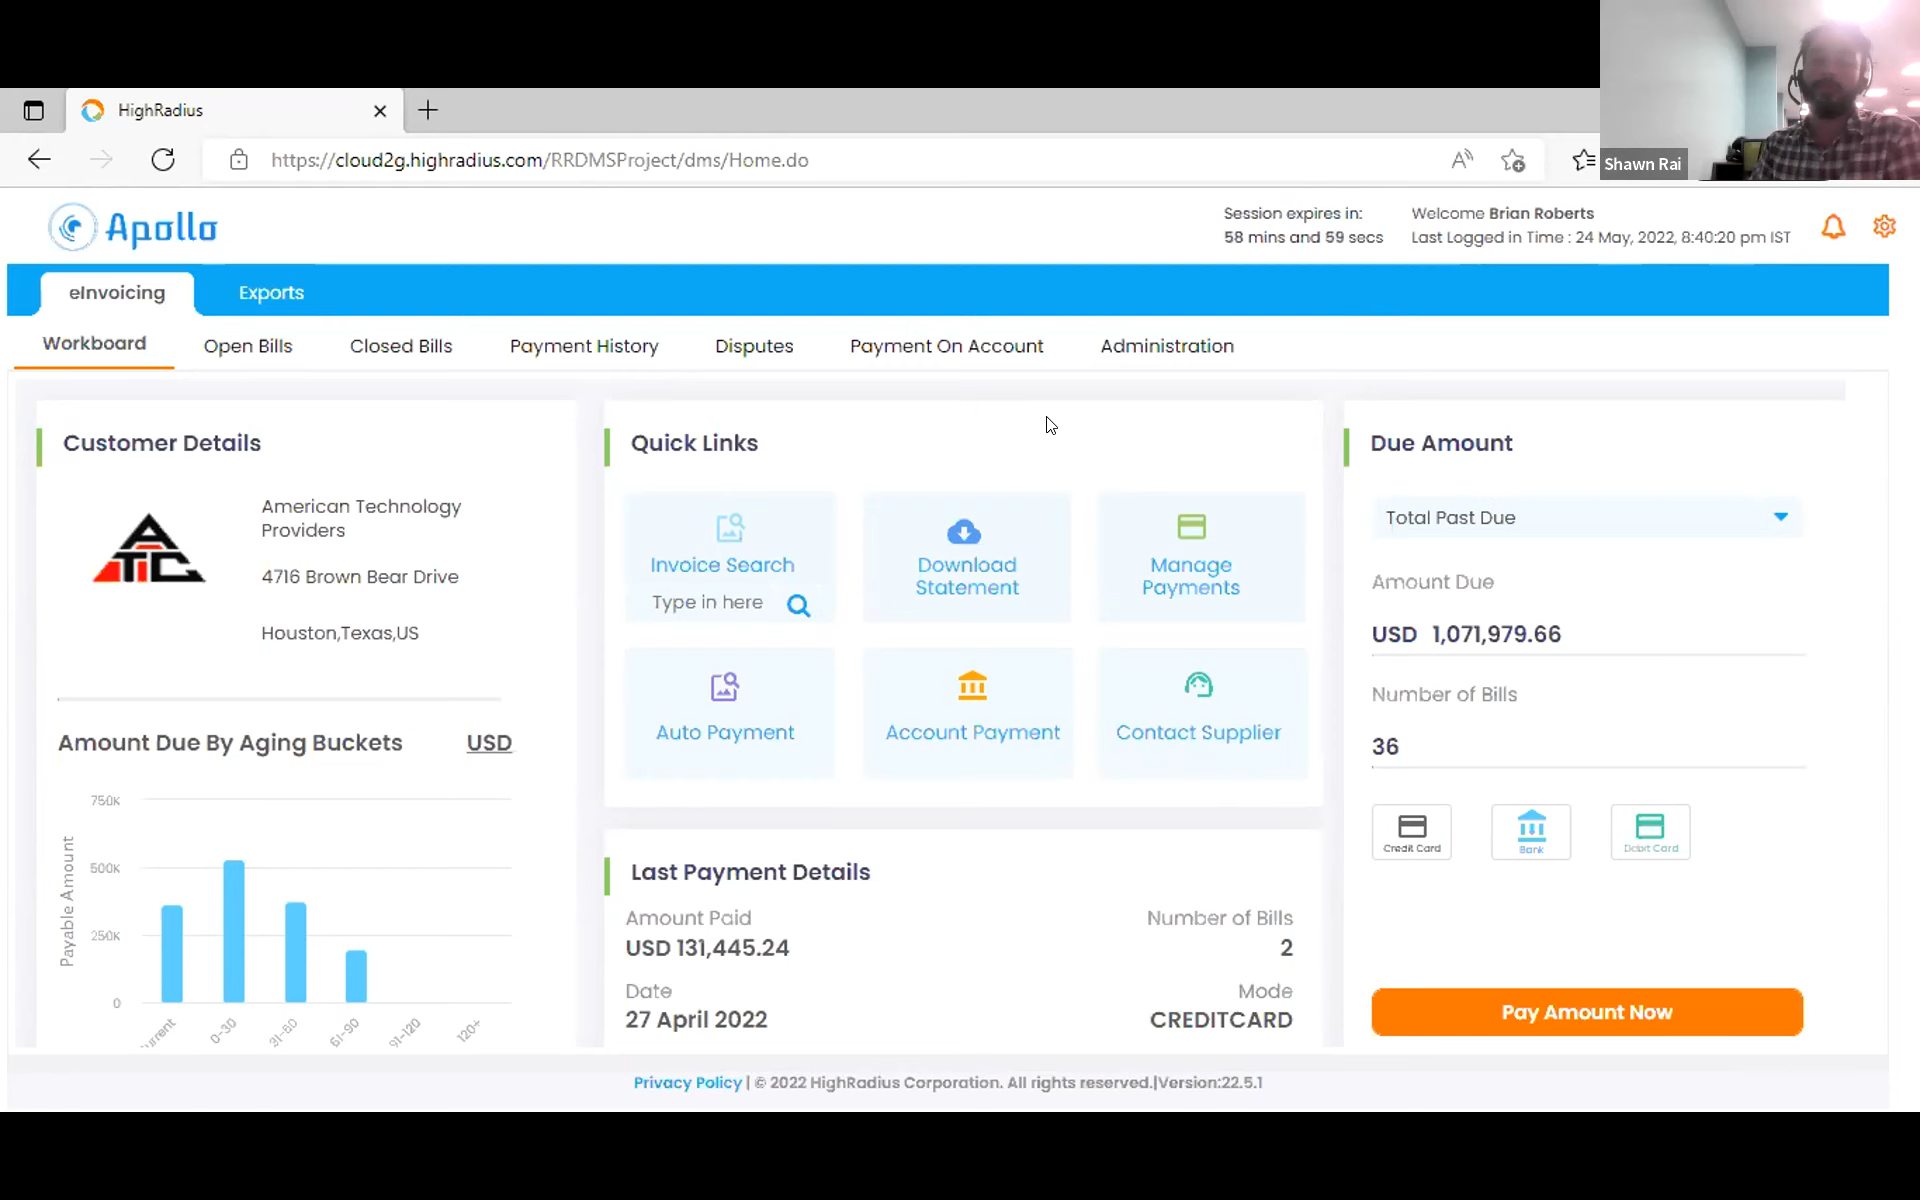 HighRadius
https://cloud2g.highradius.com/RRDMSProject/dms/Home.do
Shawn Rai
Apollo
Session expires in:
58 mins and 59 secs
Welcome Brian Roberts
Last Logged in Time : 24 May, 2022, 8:40:20 pm IST
eInvoicing
Exports
Workboard
Open Bills
Closed Bills
Payment History
Disputes
Payment On Account
Administration
Customer Details
ATC
American Technology
Providers
4716 Brown Bear Drive
Houston,Texas,US
Amount Due By Aging Buckets
USD
Payable Amount
750K
500K
250K
0
urrent
0-30
31-60
61-90
91-120
120+
Quick Links
Invoice Search
Type in here
Download
Statement
Manage
Payments
Auto Payment
Account Payment
Contact Supplier
Last Payment Details
Amount Paid
USD 131,445.24
Number of Bills
2
Date
27 April 2022
Mode
CREDITCARD
Due Amount
Total Past Due
Amount Due
USD 1,071,979.66
Number of Bills
36
Credit Card
Bank
Debit Card
Pay Amount Now
Privacy Policy | © 2022 HighRadius Corporation. All rights reserved.|Version:22.5.1